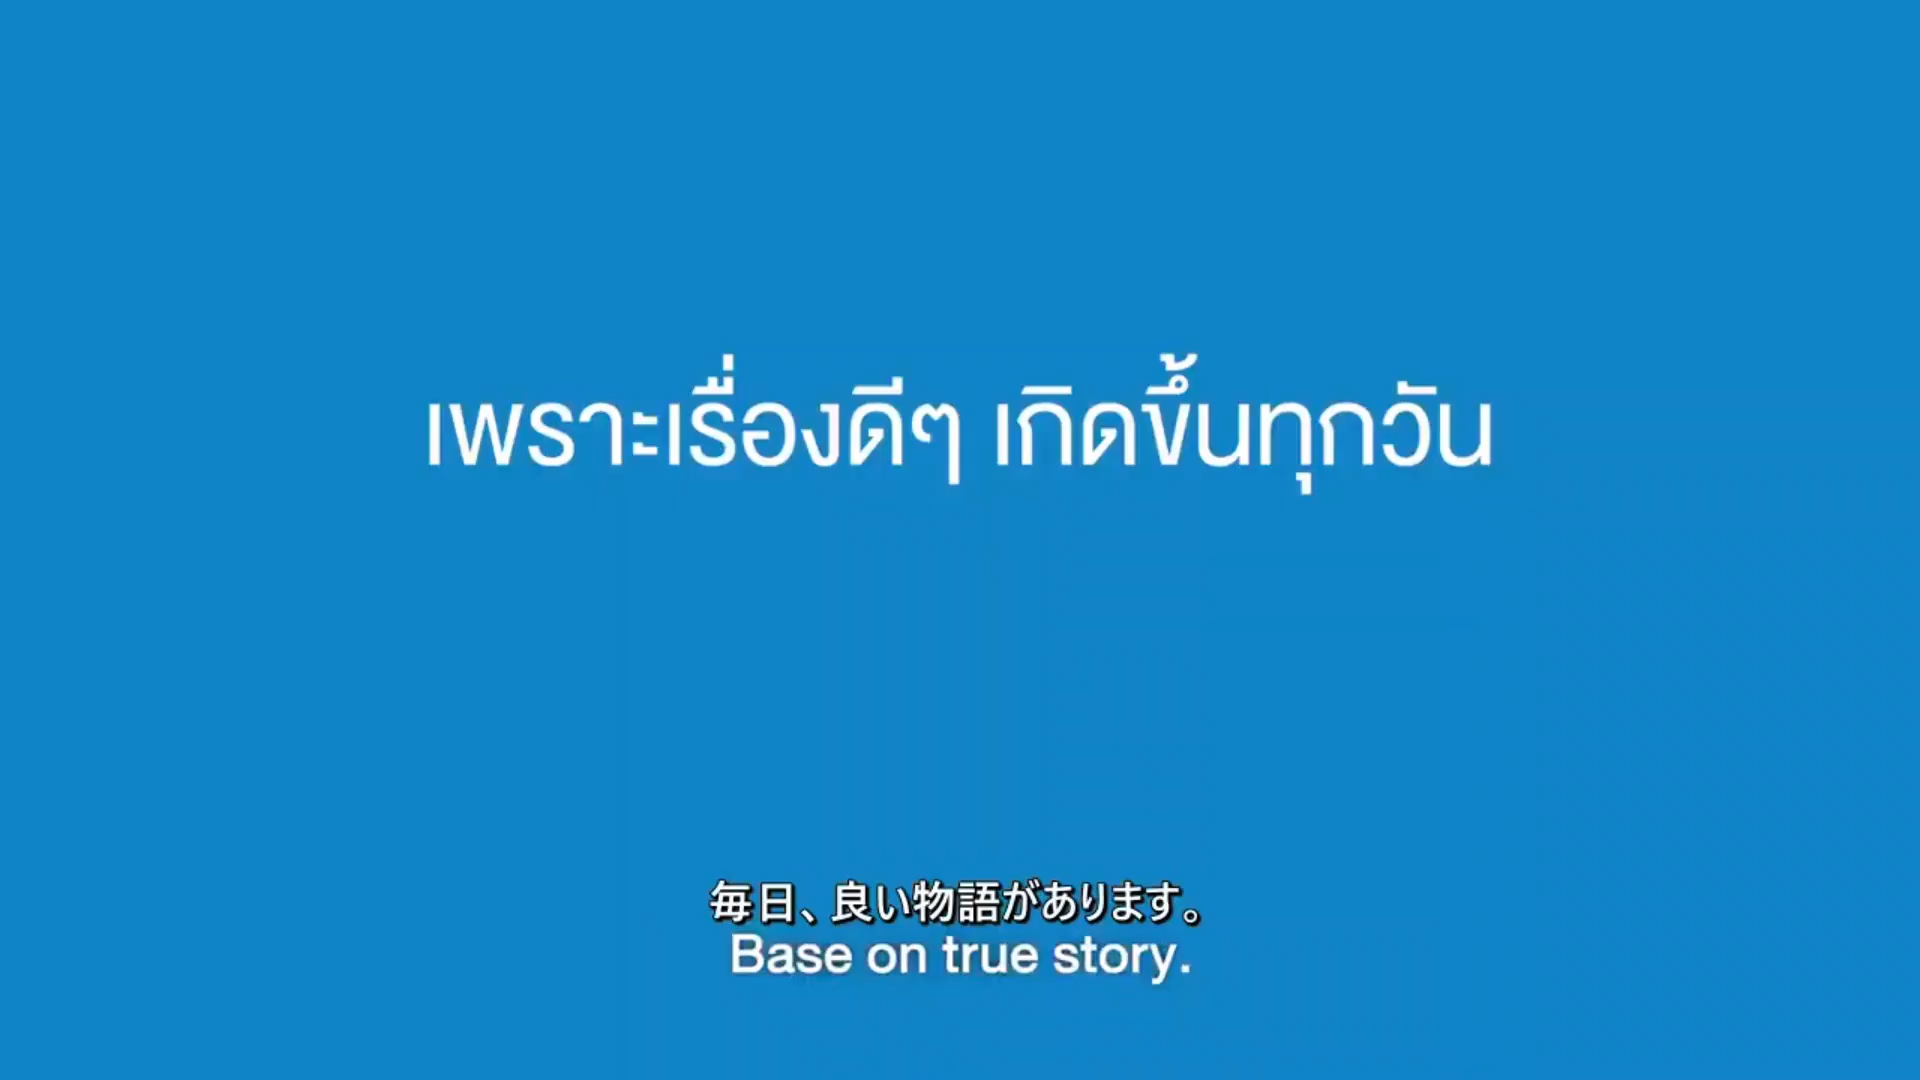 เพราะเรื่องดีๆ เกิดขึ้นทุกวัน
毎日、良い物語があります。
Base on true story.